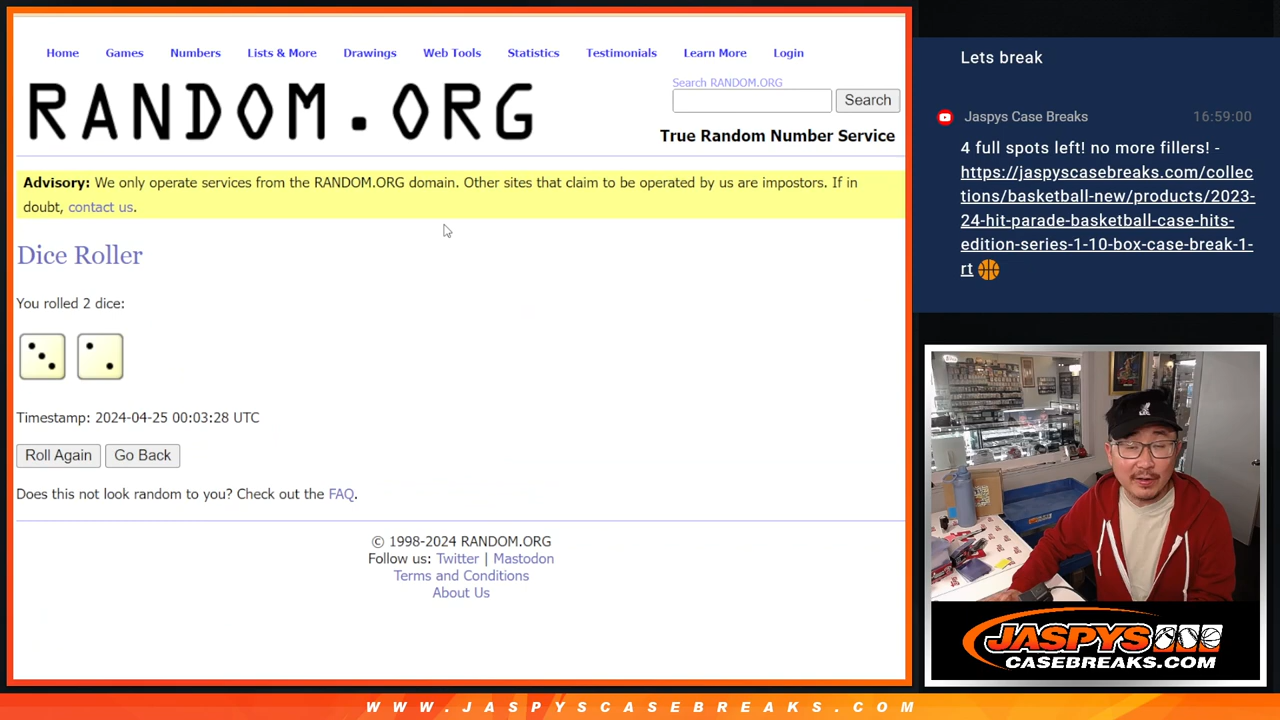 Home Games Numbers Lists & More Drawings Web Tools Statistics Testimonials Learn More Login
RANDOM.ORG
Search RANDOM.ORG
Search
True Random Number Service
Advisory: We only operate services from the RANDOM.ORG domain. Other sites that claim to be operated by us are impostors. If in
doubt, contact us.
Dice Roller
You rolled 2 dice:
Timestamp: 2024-04-25 00:03:28 UTC
Roll Again Go Back
Does this not look random to you? Check out the FAQ.
© 1998-2024 RANDOM.ORG
Follow us: Twitter | Mastodon
Terms and Conditions
About Us
Lets break
Jaspys Case Breaks 16:59:00
4 full spots left! no more fillers! -
https://jaspyscasebreaks.com/collec
tions/basketball-new/products/2023-
24-hit-parade-basketball-case-hits-
edition-series-1-10-box-case-break-1-
rt
JASPYS
CASEBREAKS.COM
WWW.JASPYSCASEBREAKS.COM